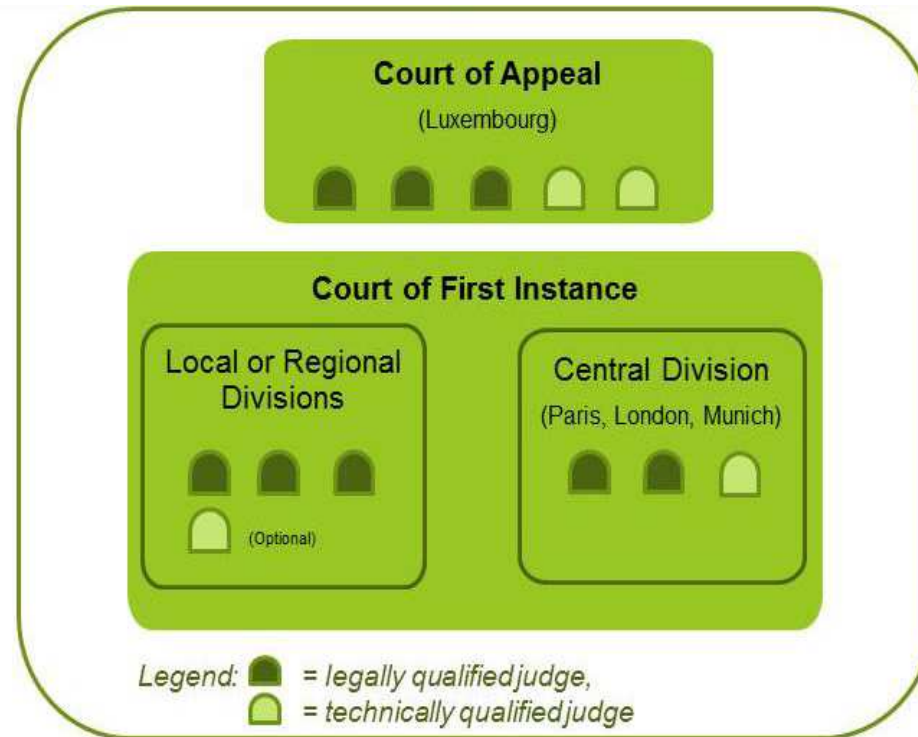 Court of Appeal
(Luxembourg)
Court of First Instance
Local or Regional
Divisions
(Optional)
Central Division
(Paris, London, Munich)
Legend: = legally qualified judge,
= technically qualified judge